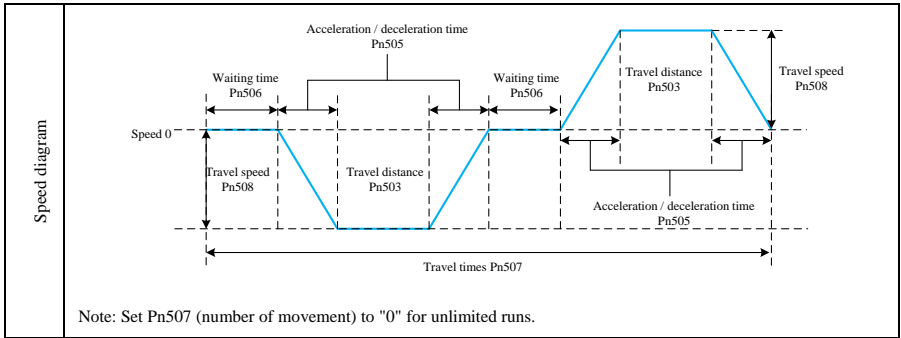 Speed diagram
Acceleration / deceleration time
Pn505
Waiting time
Pn506
Waiting time
Pn506
Travel distance
Pn503
Travel speed
Pn508
Speed 0
Travel speed
Pn508
Travel distance
Pn503
Acceleration / deceleration time
Pn505
Travel times Pn507
Note: Set Pn507 (number of movement) to "0" for unlimited runs.